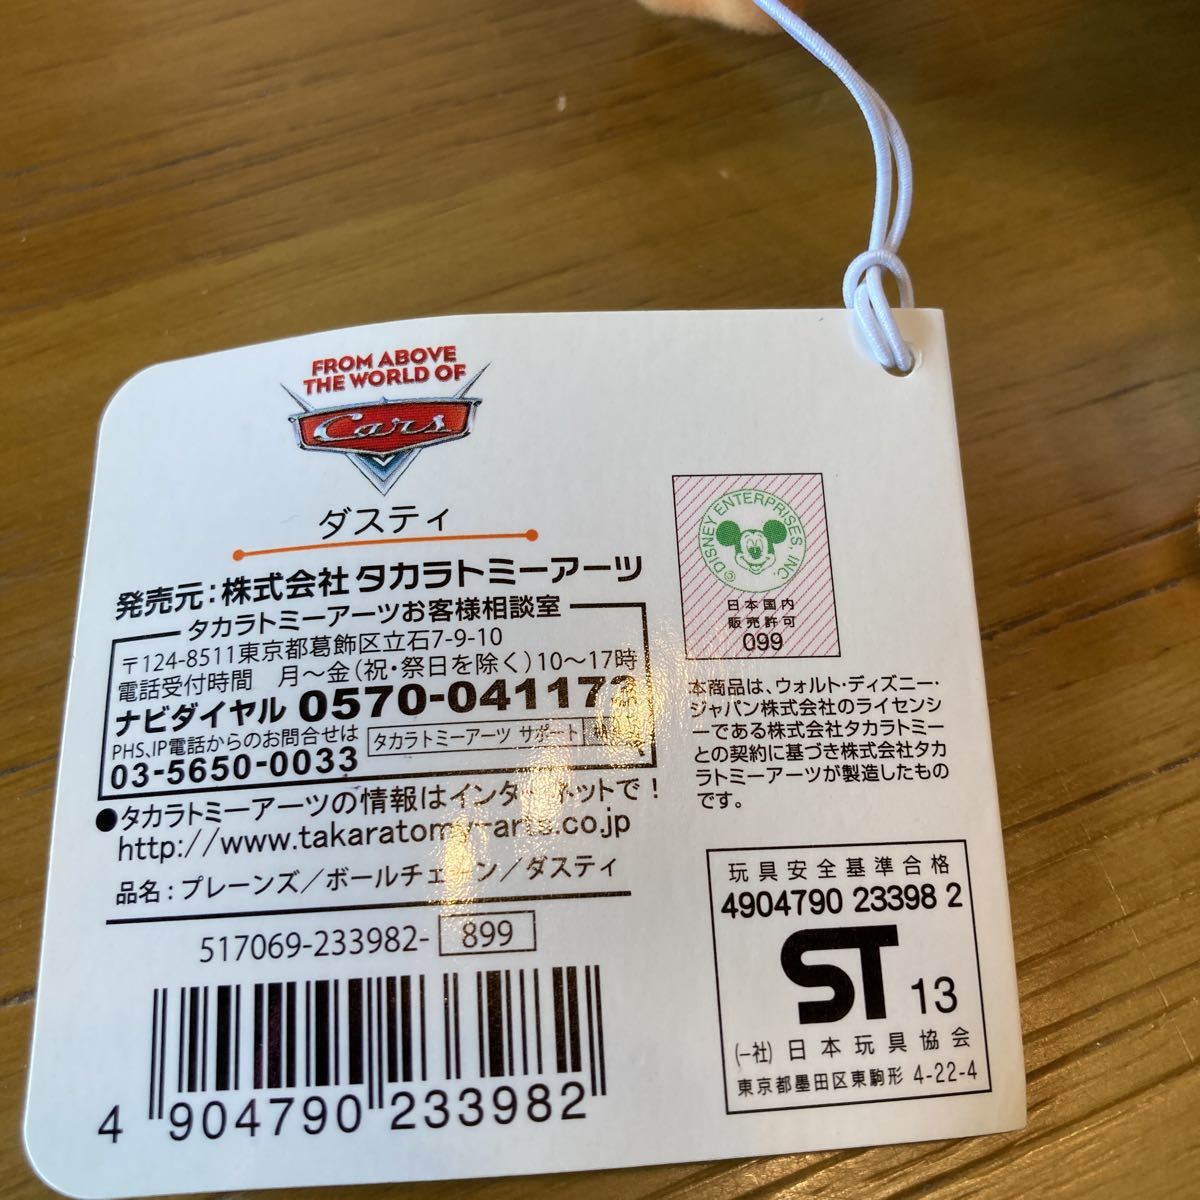 FROM ABOVE
THE WORLD OF
Cars
ダスティ
発売元:株式会社 タカラトミーアーツ
タカラトミーアーツお客様相談室
〒124-8511東京都葛飾区立石7-9-10
電話受付時間 月～金(祝・祭日を除く)10～17時
ナビダイヤル 0570-041173
PHS、IP電話からのお問合せは
03-5650-0033
タカラトミーアーツ サポート
●タカラトミーアーツの情報はインターネットで!
http://www.takaratomy-arts.co.jp
品名:プレーンズ/ボールチェーン/ダスティ
517069-233982- 899
4 904790 233982
© DISNEY ENTERPRISES, INC.
日本国内
販売許可
099
本商品は、ウォルト・ディズニー・
ジャパン株式会社のライセンシ
ーである株式会社タカラトミー
との契約に基づき株式会社タカ
ラトミーアーツが製造したもの
です。
玩具安全基準合格
4904790 23398 2
ST 13
(一社)日本玩具協会
東京都墨田区東駒形 4-22-4